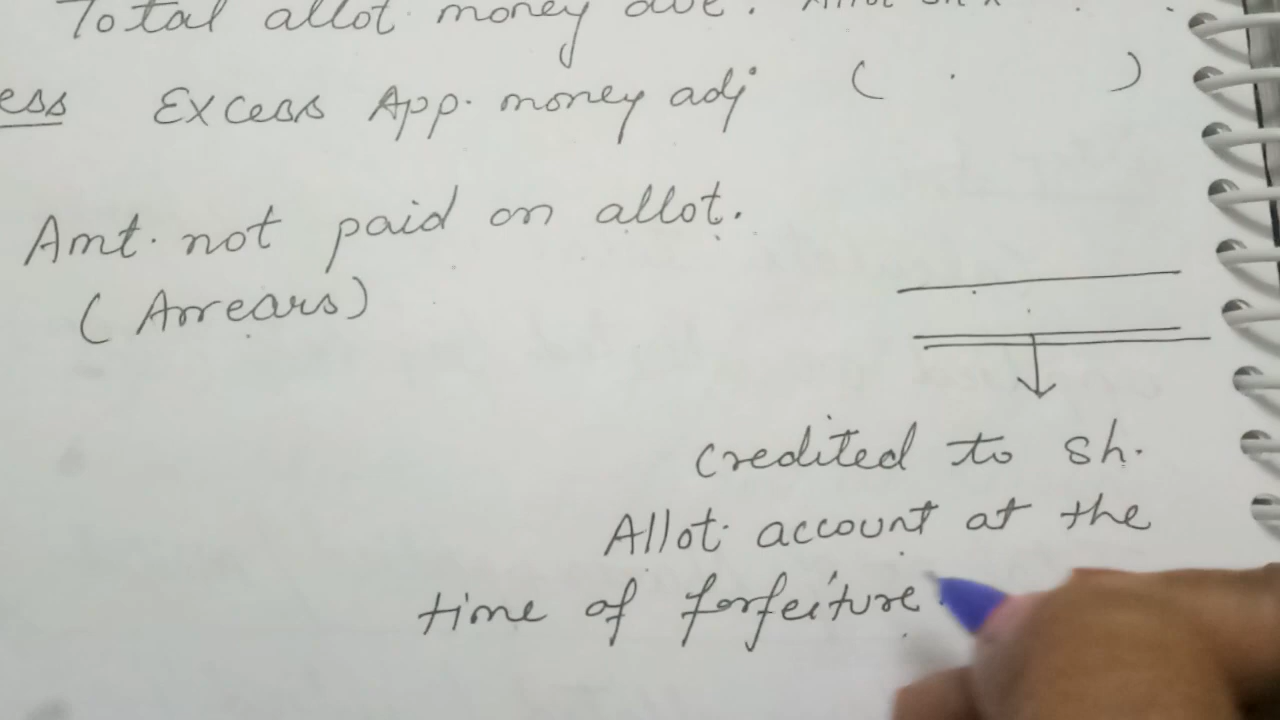 Total allot. money due.
ess Excess App. money adj ( )
Amt. not paid on allot.
(Arrears)
credited to sh.
Allot. account at the
time of forfeiture.